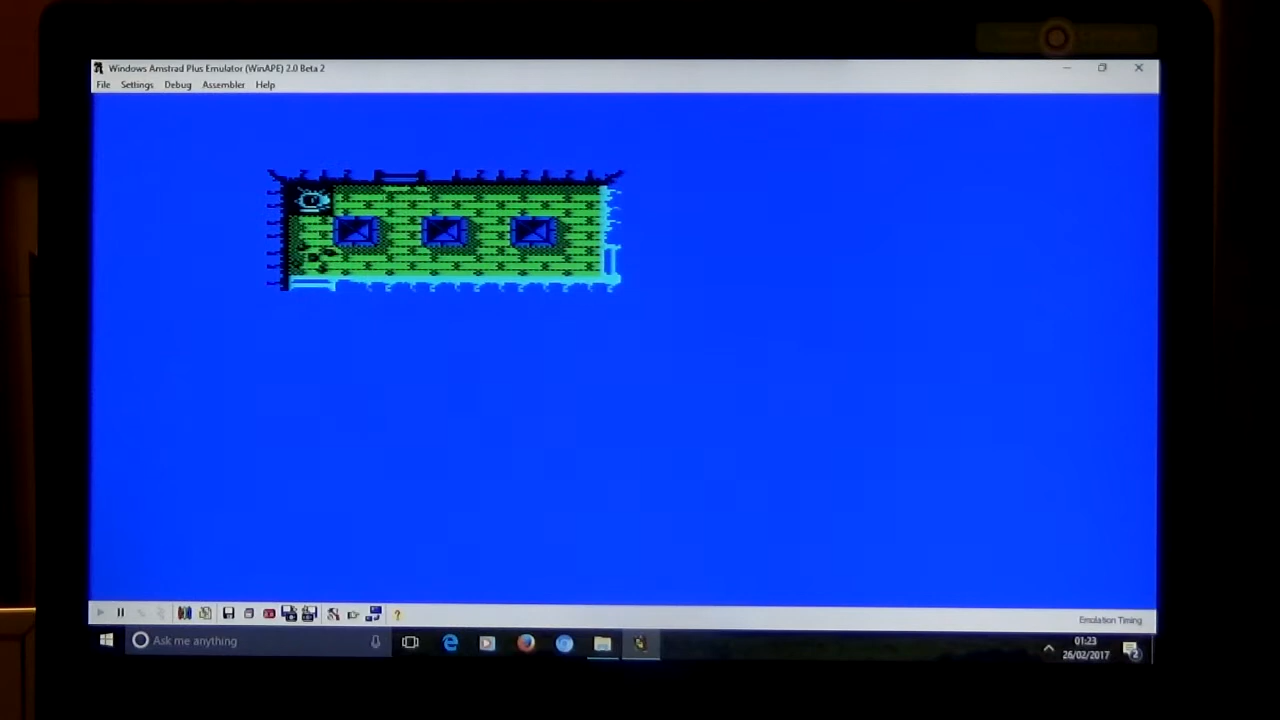 Windows Amstrad Plus Emulator (WinAPE) 2.0 Beta 2
File Settings Debug Assembler Help
Emulation Timing
Ask me anything
01:23
26/02/2017
2